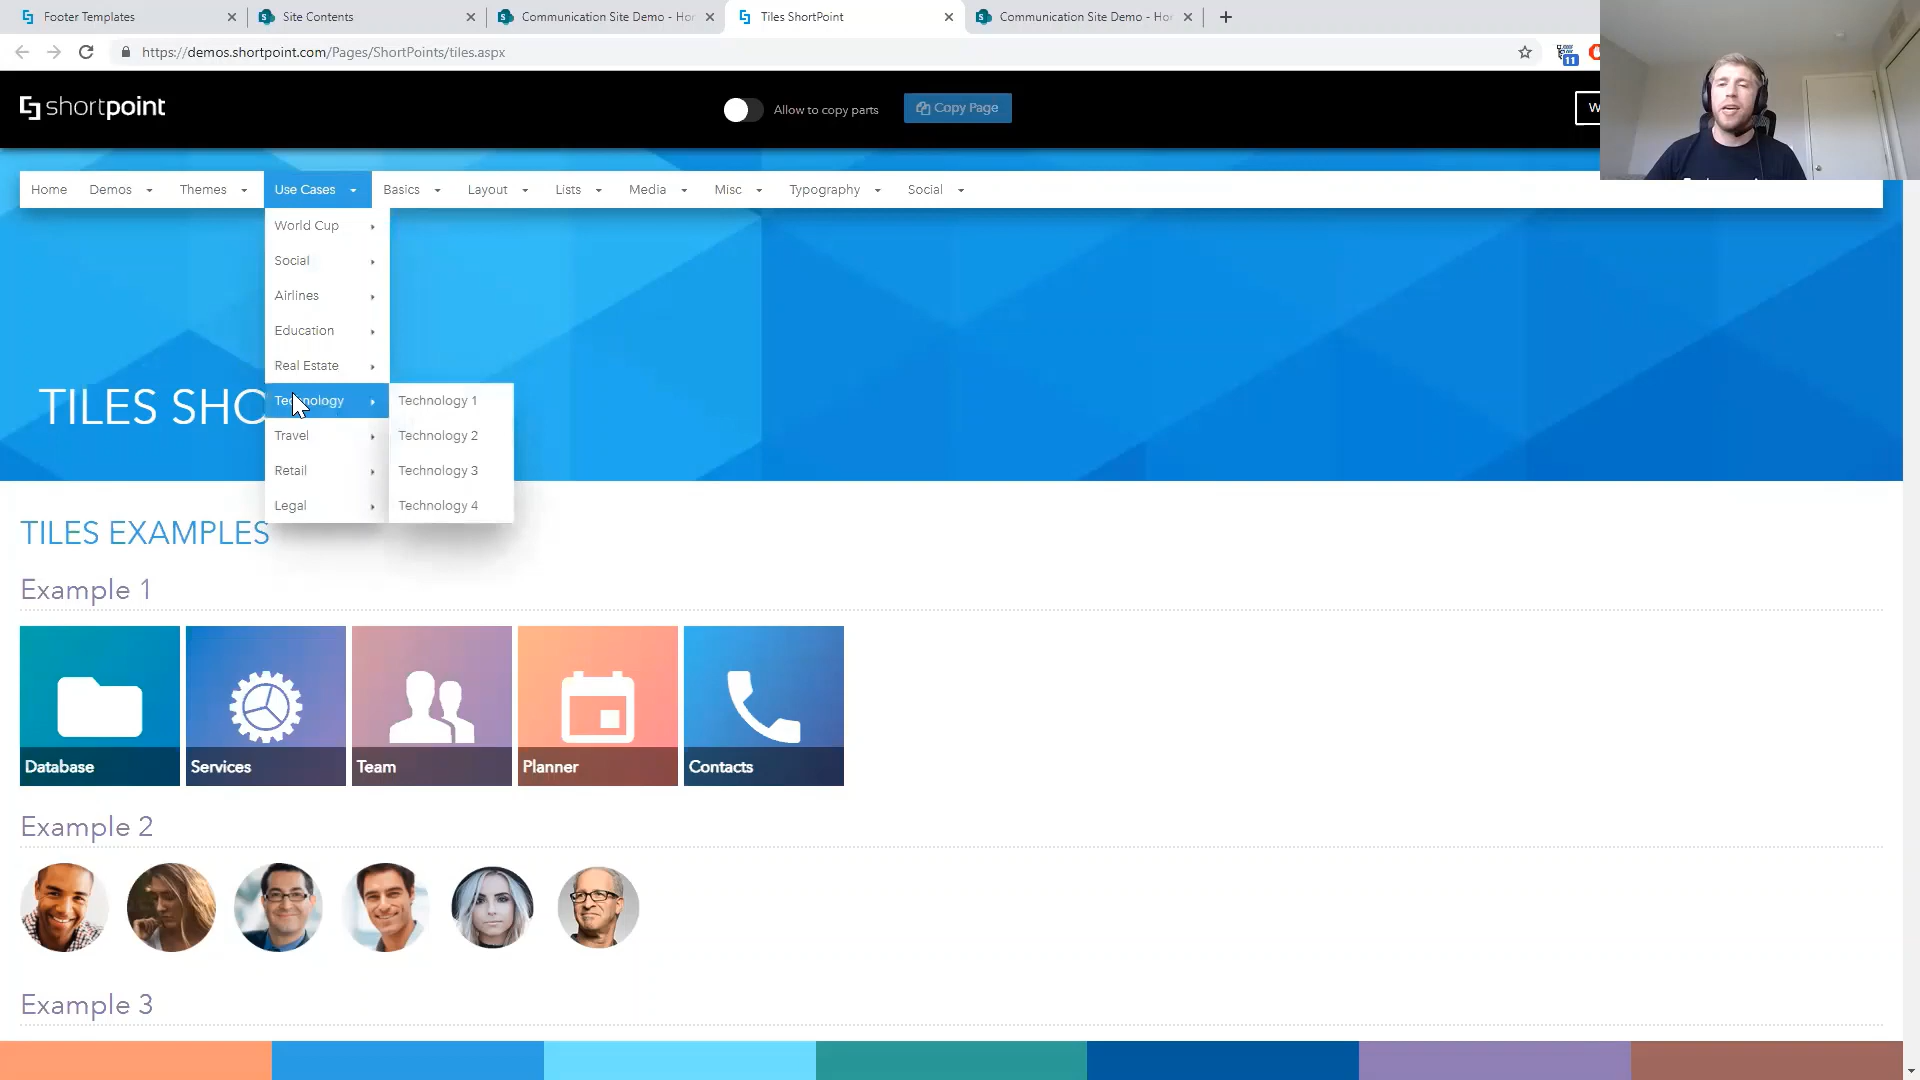 Footer Templates
Site Contents
Communication Site Demo - Hor
Tiles ShortPoint
Communication Site Demo - Hor
https://demos.shortpoint.com/Pages/ShortPoints/tiles.aspx
11
shortpoint
Allow to copy parts
Copy Page
W
Home
Demos
Themes
Use Cases
Basics
Layout
Lists
Media
Misc
Typography
Social
World Cup
Social
Airlines
Education
Real Estate
TILES SHO
Technology
Technology 1
Travel
Technology 2
Retail
Technology 3
Legal
Technology 4
TILES EXAMPLES
Example 1
Database
Services
Team
Planner
Contacts
Example 2
Example 3